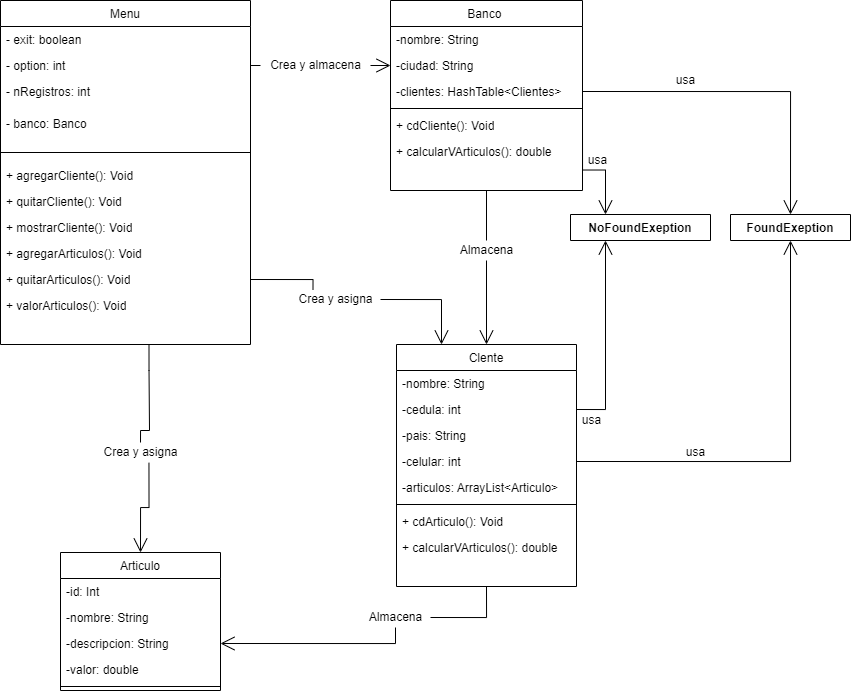 Menu
- exit: boolean
- option: int
- nRegistros: int
- banco: Banco
+ agregarCliente(): Void
+ quitarCliente(): Void
+ mostrarCliente(): Void
+ agregarArticulos(): Void
+ quitarArticulos(): Void
+ valorArticulos(): Void
Crea y almacena
Banco
-nombre: String
-ciudad: String
-clientes: HashTable<Clientes>
+ cdCliente(): Void
+ calcularVArticulos(): double
usa
usa
NoFoundExeption
FoundExeption
Almacena
Crea y asigna
Clente
-nombre: String
-cedula: int
-pais: String
-celular: int
-articulos: ArrayList<Articulo>
+ cdArticulo(): Void
+ calcularVArticulos(): double
usa
usa
Crea y asigna
Articulo
-id: Int
-nombre: String
-descripcion: String
-valor: double
Almacena